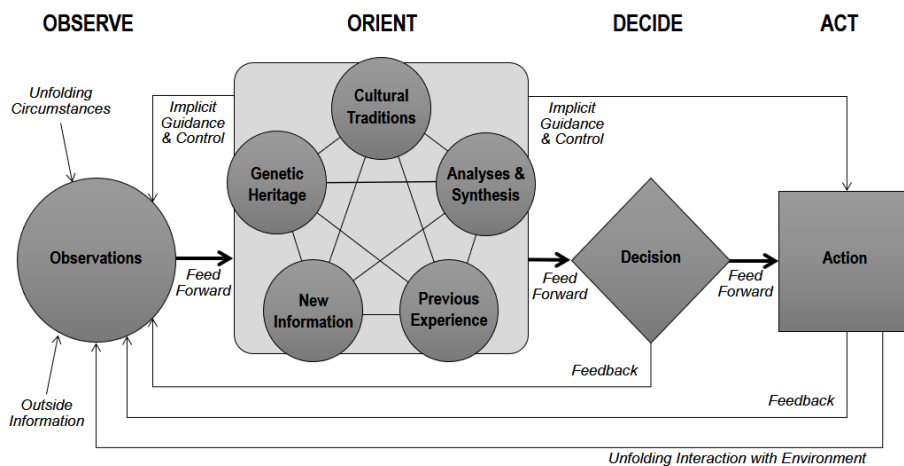 OBSERVE
ORIENT
DECIDE
ACT
Unfolding
Circumstances
Implicit
Guidance
& Control
Cultural
Traditions
Implicit
Guidance
& Control
Genetic
Heritage
Analyses &
Synthesis
Observations
Feed
Forward
Feed
Forward
Decision
Feed
Forward
Action
New
Information
Previous
Experience
Outside
Information
Feedback
Feedback
Unfolding Interaction with Environment